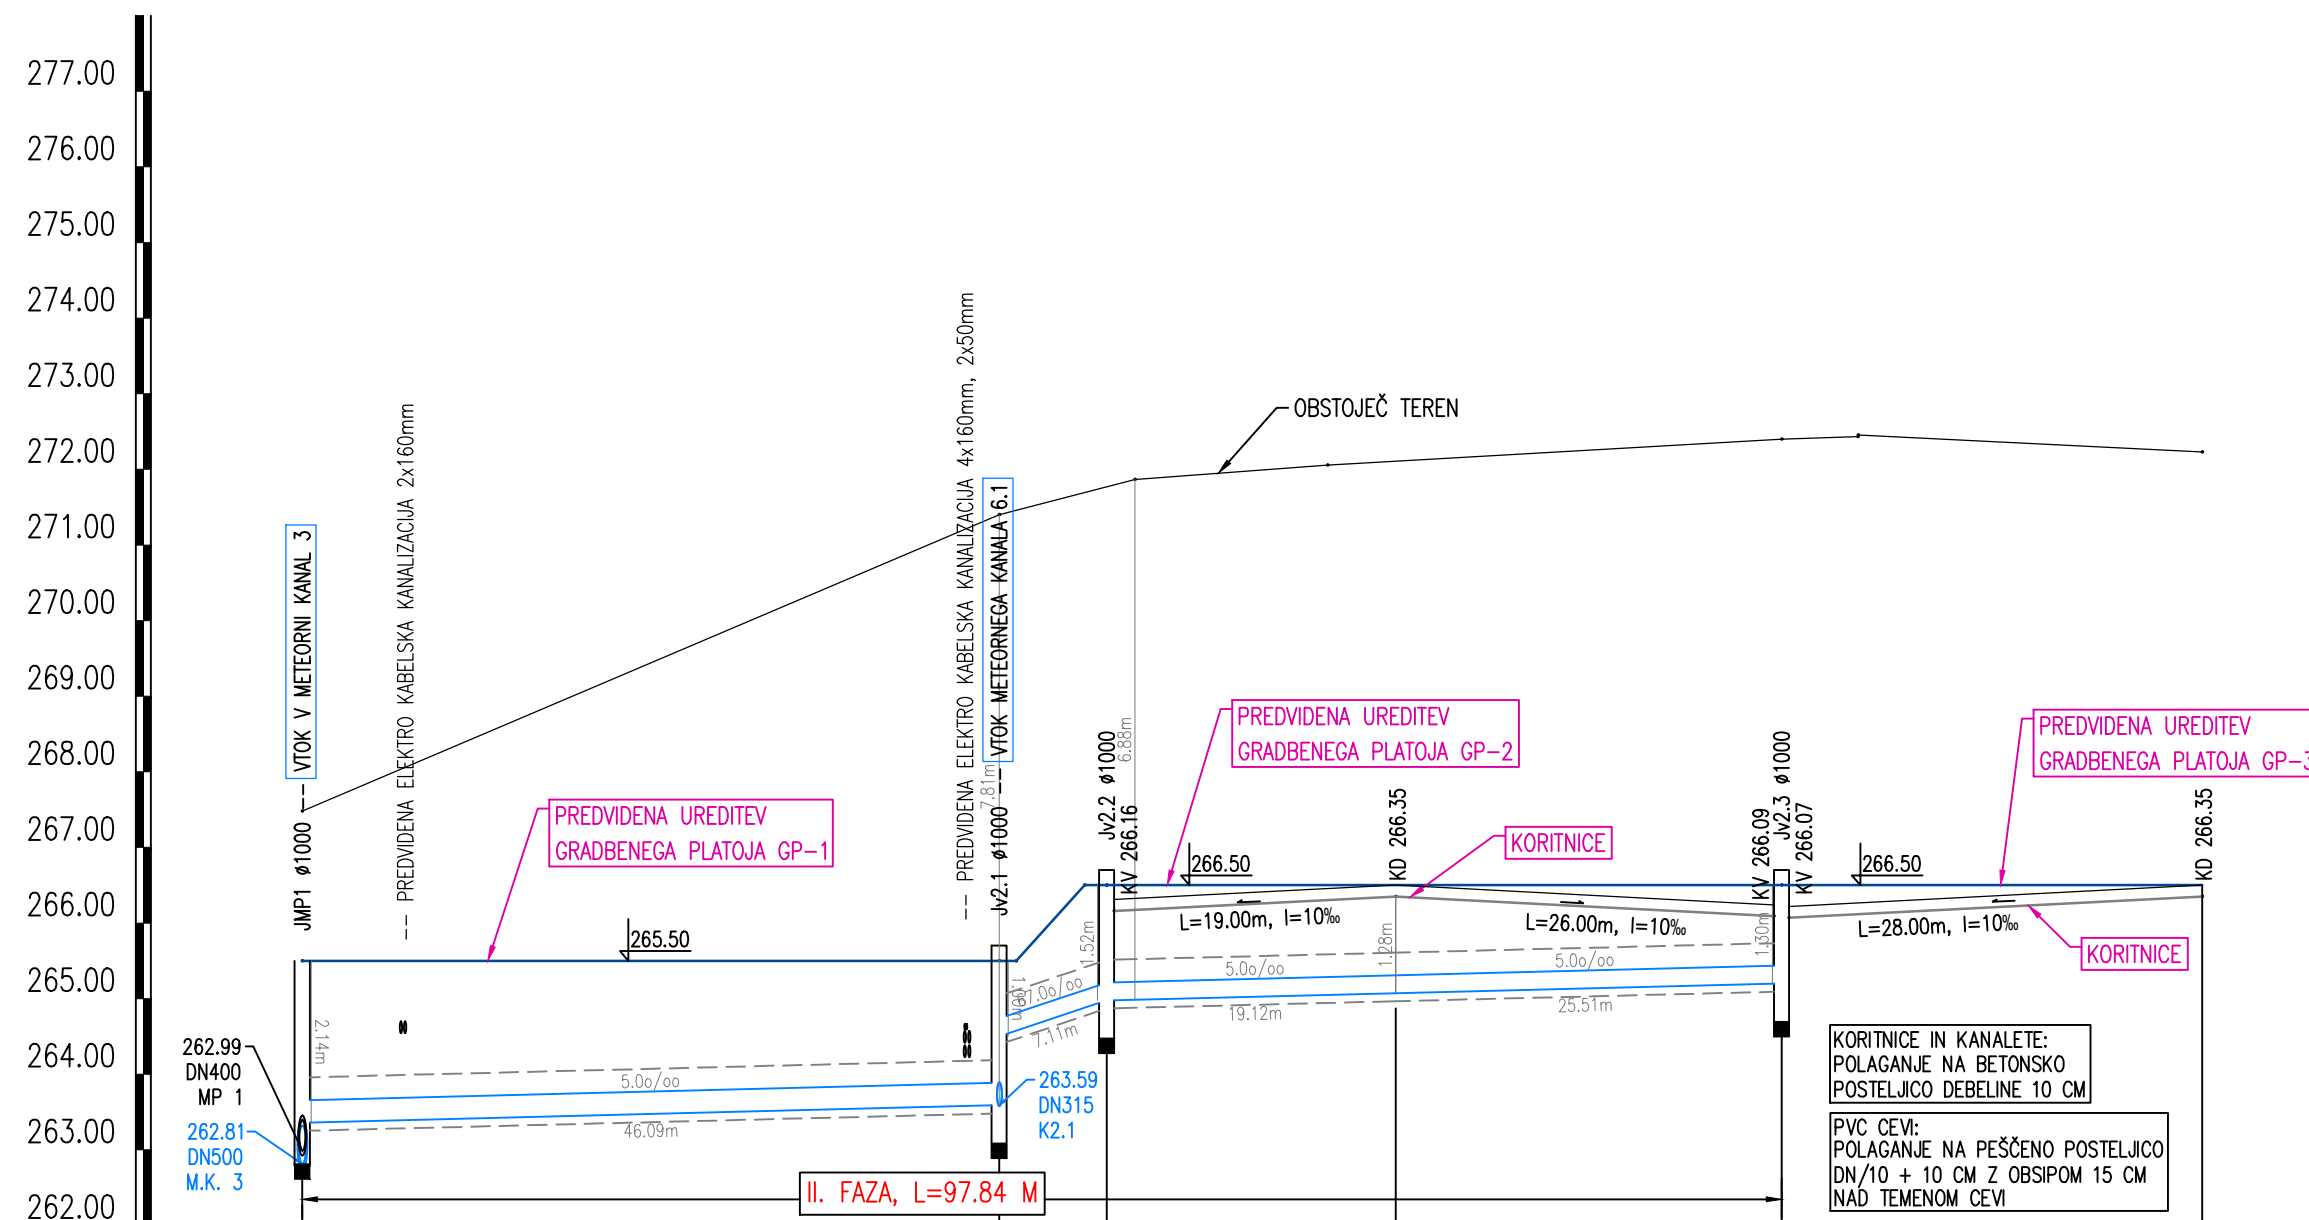 277.00
276.00
275.00
274.00
273.00
272.00
271.00
270.00
269.00
268.00
267.00
266.00
265.00
264.00
263.00
262.00
JMP1 ø1000 -- VTOK V METEORNI KANAL 3
-- PREDVIDENA ELEKTRO KABELSKA KANALIZACIJA 2x160mm
-- PREDVIDENA ELEKTRO KABELSKA KANALIZACIJA 4x160mm, 2x50mm
Jv2.1 ø1000 -- VTOK METEORNEGA KANALA 6.1
7.81m
OBSTOJEČ TEREN
6.88m
PREDVIDENA UREDITEV
GRADBENEGA PLATOJA GP-1
PREDVIDENA UREDITEV
GRADBENEGA PLATOJA GP-2
PREDVIDENA UREDITEV
GRADBENEGA PLATOJA GP-3
Jv2.2 ø1000
KV 266.16
KD 266.35
KORITNICE
KV 266.09
Jv2.3 ø1000
KV 266.07
KD 266.35
265.50
266.50
266.50
L=19.00m, I=10‰
L=26.00m, I=10‰
L=28.00m, I=10‰
KORITNICE
2.14m
1.52m
1.28m
5.0o/oo
46.09m
7.11m
5.0o/oo
19.12m
5.0o/oo
25.51m
262.99
DN400
MP 1
262.81
DN500
M.K. 3
263.59
DN315
K2.1
II. FAZA, L=97.84 M
KORITNICE IN KANALETE:
POLAGANJE NA BETONSKO
POSTELJICO DEBELINE 10 CM
PVC CEVI:
POLAGANJE NA PEŠČENO POSTELJICO
DN/10 + 10 CM Z OBSIPOM 15 CM
NAD TEMENOM CEVI